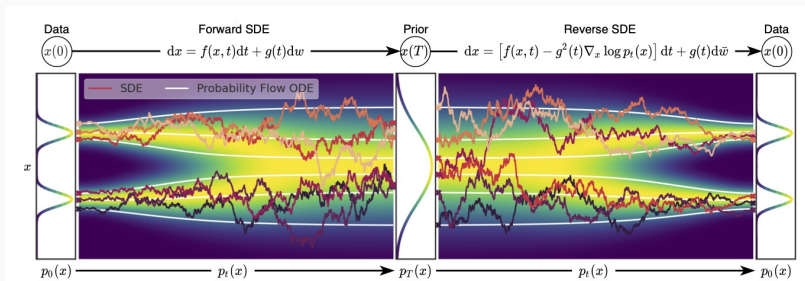 Data Forward SDE Prior Reverse SDE Data
x(0) dx = f(x,t)dt + g(t)dw x(T) dx = [f(x,t) − g²(t)∇ₓ log pₜ(x)] dt + g(t)dw̄ x(0)
SDE Probability Flow ODE
x
p₀(x) pₜ(x) p_T(x) pₜ(x) p₀(x)